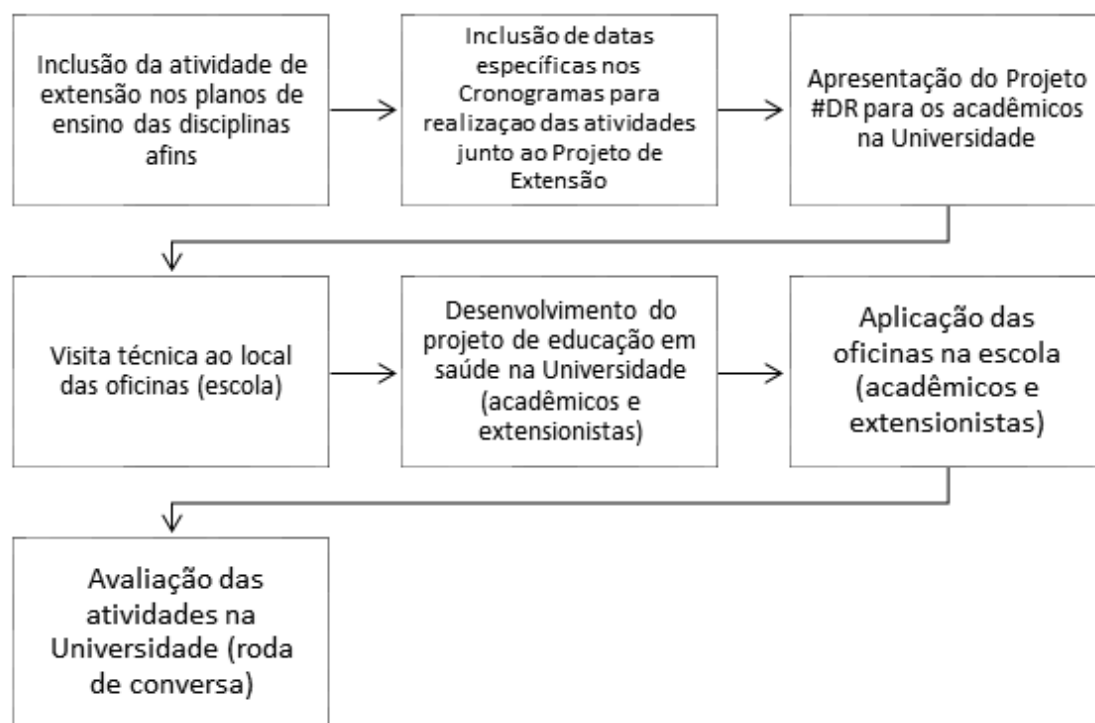 Inclusão da atividade de
extensão nos planos de
ensino das disciplinas
afins
Inclusão de datas
específicas nos
Cronogramas para
realizaçao das atividades
junto ao Projeto de
Extensão
Apresentação do Projeto
#DR para os acadêmicos
na Universidade
Visita técnica ao local
das oficinas (escola)
Desenvolvimento do
projeto de educação em
saúde na Universidade
(acadêmicos e
extensionistas)
Aplicação das
oficinas na escola
(acadêmicos e
extensionistas)
Avaliação das
atividades na
Universidade (roda
de conversa)